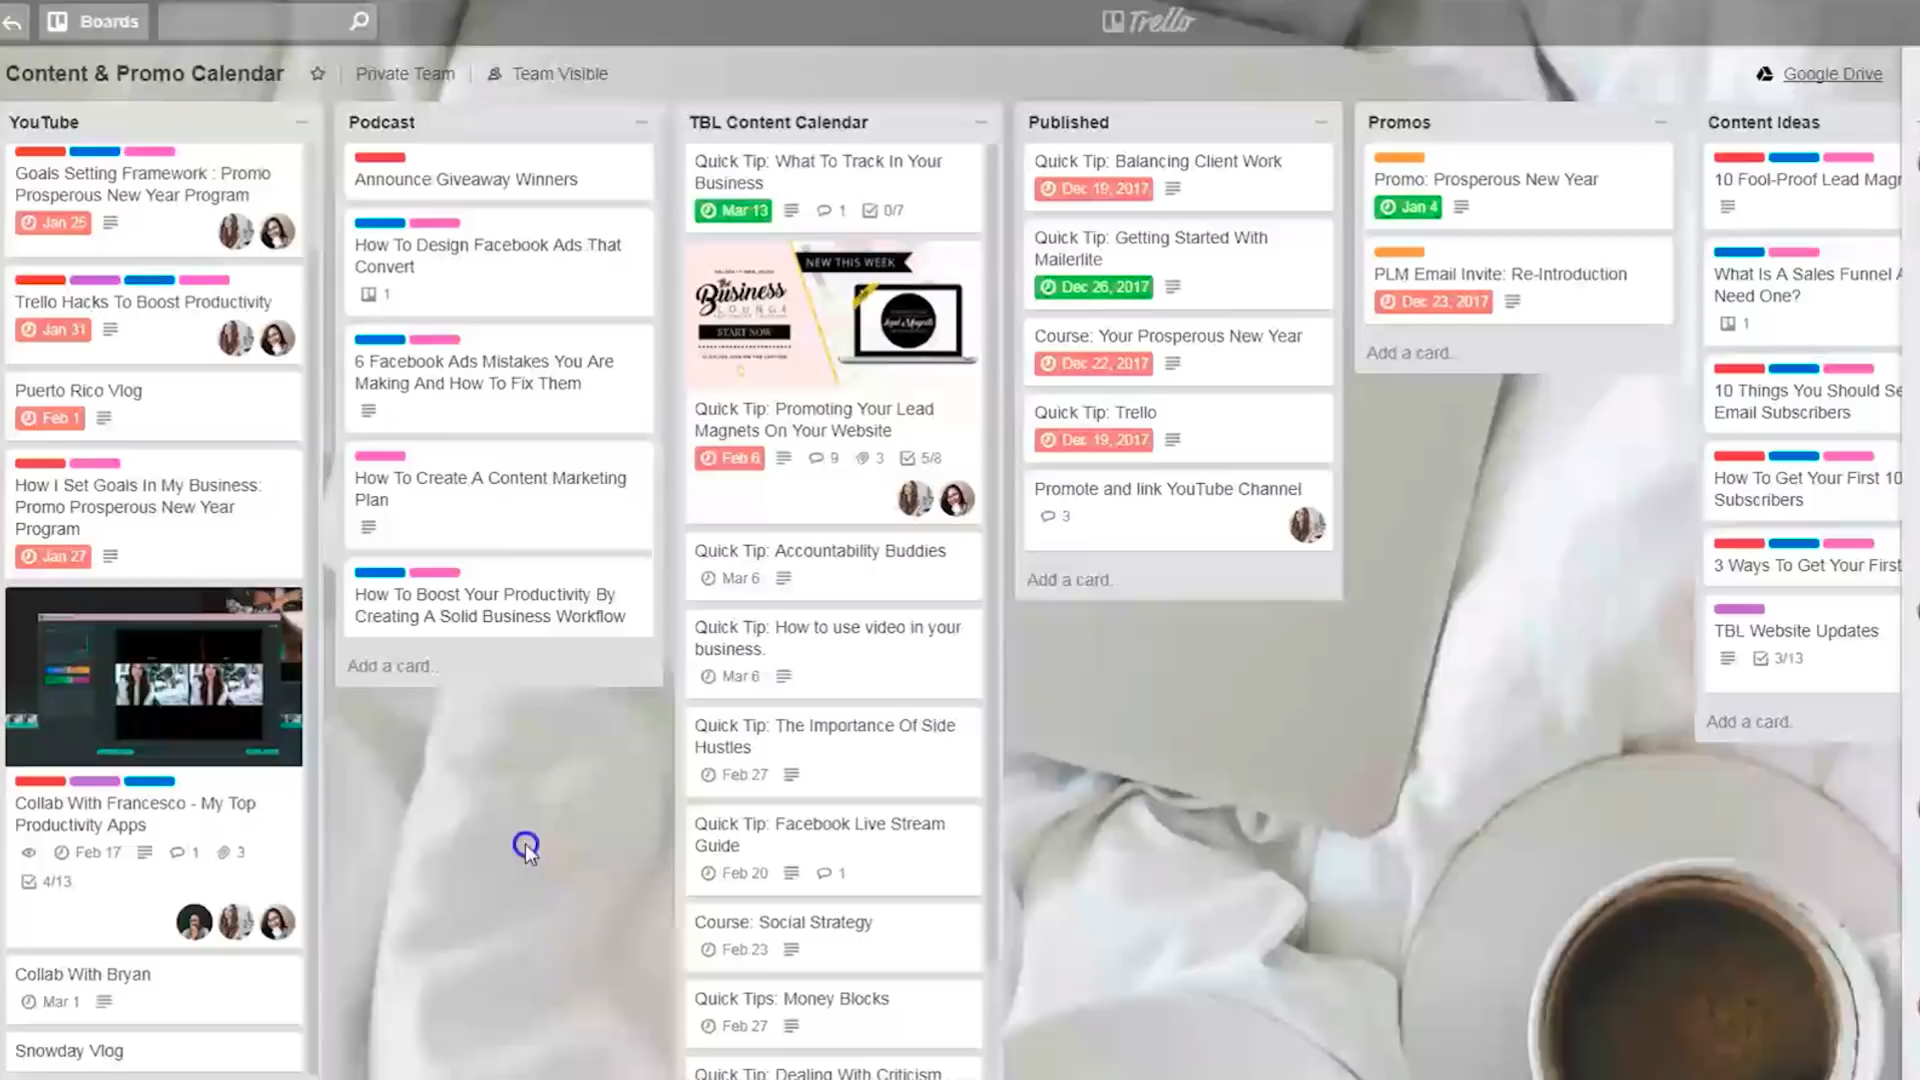 Boards
Trello
Content & Promo Calendar
Private Team
Team Visible
Google Drive
YouTube
Goals Setting Framework : Promo
Prosperous New Year Program
Jan 25
Trello Hacks To Boost Productivity
Jan 31
Puerto Rico Vlog
Feb 1
How I Set Goals In My Business:
Promo Prosperous New Year
Program
Jan 27
Collab With Francesco - My Top
Productivity Apps
Feb 17
1
3
4/13
Collab With Bryan
Mar 1
Snowday Vlog
Podcast
Announce Giveaway Winners
How To Design Facebook Ads That
Convert
1
6 Facebook Ads Mistakes You Are
Making And How To Fix Them
How To Create A Content Marketing
Plan
How To Boost Your Productivity By
Creating A Solid Business Workflow
Add a card...
TBL Content Calendar
Quick Tip: What To Track In Your
Business
Mar 13
1
0/7
NEW THIS WEEK
the
Business
LOUNGE
START NOW
Quick Tip: Promoting Your Lead
Magnets On Your Website
Feb 6
9
3
5/8
Quick Tip: Accountability Buddies
Mar 6
Quick Tip: How to use video in your
business.
Mar 6
Quick Tip: The Importance Of Side
Hustles
Feb 27
Quick Tip: Facebook Live Stream
Guide
Feb 20
1
Course: Social Strategy
Feb 23
Quick Tips: Money Blocks
Feb 27
Quick Tip: Dealing With Criticism
Published
Quick Tip: Balancing Client Work
Dec 19, 2017
Quick Tip: Getting Started With
Mailerlite
Dec 26, 2017
Course: Your Prosperous New Year
Dec 22, 2017
Quick Tip: Trello
Dec 19, 2017
Promote and link YouTube Channel
3
Add a card...
Promos
Promo: Prosperous New Year
Jan 4
PLM Email Invite: Re-Introduction
Dec 23, 2017
Add a card...
Content Ideas
10 Fool-Proof Lead Magr
What Is A Sales Funnel A
Need One?
1
10 Things You Should Se
Email Subscribers
How To Get Your First 10
Subscribers
3 Ways To Get Your First
TBL Website Updates
3/13
Add a card...